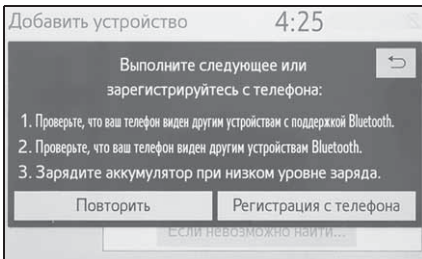 Добавить устройство 4:25
Выполните следующее или
зарегистрируйтесь с телефона:
1. Проверьте, что ваш телефон виден другим устройствам с поддержкой Bluetooth.
2. Проверьте, что ваш телефон виден другим устройствам Bluetooth.
3. Зарядите аккумулятор при низком уровне заряда.
Повторить Регистрация с телефона
Если невозможно найти...